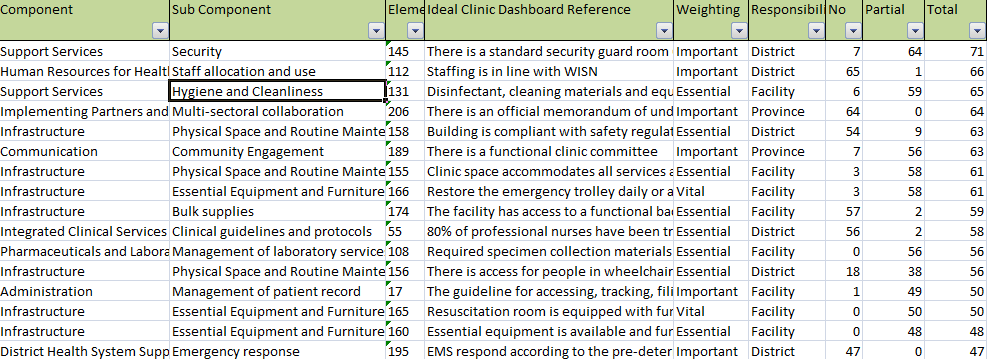 Component Sub Component Eleme Ideal Clinic Dashboard Reference Weighting Responsibili No Partial Total
Support Services Security 145 There is a standard security guard room Important District 7 64 71
Human Resources for Healt Staff allocation and use 112 Staffing is in line with WISN Important District 65 1 66
Support Services Hygiene and Cleanliness 131 Disinfectant, cleaning materials and equ Essential Facility 6 59 65
Implementing Partners and Multi-sectoral collaboration 206 There is an official memorandum of und Important Province 64 0 64
Infrastructure Physical Space and Routine Mainte 158 Building is compliant with safety regulat Essential District 54 9 63
Communication Community Engagement 189 There is a functional clinic committee Important Province 7 56 63
Infrastructure Physical Space and Routine Mainte 155 Clinic space accommodates all services a Essential Facility 3 58 61
Infrastructure Essential Equipment and Furniture 166 Restore the emergency trolley daily or a Vital Facility 3 58 61
Infrastructure Bulk supplies 174 The facility has access to a functional ba Essential Facility 57 2 59
Integrated Clinical Services Clinical guidelines and protocols 55 80% of professional nurses have been tr Essential District 56 2 58
Pharmaceuticals and Labora Management of laboratory service 108 Required specimen collection materials Essential Facility 0 56 56
Infrastructure Physical Space and Routine Mainte 156 There is access for people in wheelchair Essential District 18 38 56
Administration Management of patient record 17 The guideline for accessing, tracking, fili Important Facility 1 49 50
Infrastructure Essential Equipment and Furniture 165 Resuscitation room is equipped with fur Vital Facility 0 50 50
Infrastructure Essential Equipment and Furniture 160 Essential equipment is available and fur Essential Facility 0 48 48
District Health System Supp Emergency response 195 EMS respond according to the pre-deter Important District 47 0 47